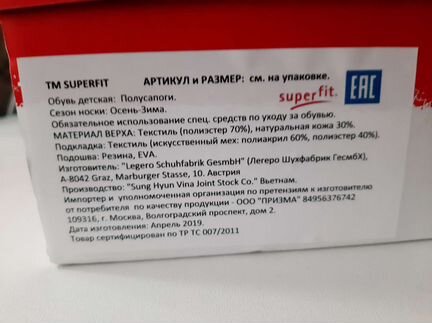 ТМ SUPERFIT АРТИКУЛ и РАЗМЕР: см. на упаковке.
Обувь детская: Полусапоги.
superfit. EAC
Сезон носки: Осень-Зима.
Обязательное использование спец. средств по уходу за обувью.
МАТЕРИАЛ ВЕРХА: Текстиль (полиэстер 70%), натуральная кожа 30%.
Подкладка: Текстиль (искусственный мех: полиакрил 60%, полиэстер 40%).
Подошва: Резина, EVA.
Изготовитель: "Legero Schuhfabrik GesmbH" (Легеро Шухфабрик ГесмбХ),
A-8042 Graz, Marburger Stasse, 10. Австрия
Производство: "Sung Hyun Vina Joint Stock Co." Вьетнам.
Импортер и уполномоченная организация по претензиям к изготовителю
от потребителя по качеству продукции - ООО "ПРИЗМА" 84956376742
109316, г. Москва, Волгоградский проспект, дом 2.
Дата изготовления: Апрель 2019.
Товар сертифицирован по ТР ТС 007/2011